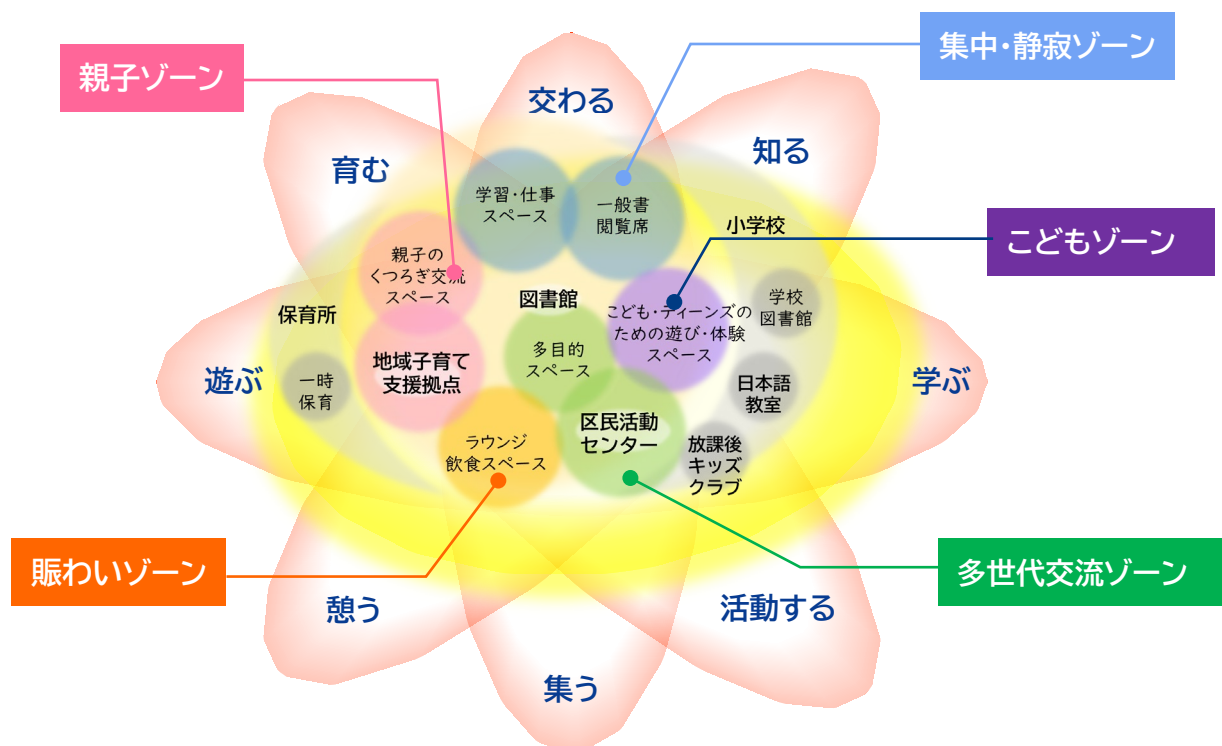 集中・静寂ゾーン
親子ゾーン
交わる
知る
育む
学習・仕事
スペース
一般書
閲覧席
小学校
こどもゾーン
親子の
くつろぎ交流
スペース
図書館
保育所
こども・ティーンズの
ための遊び・体験
スペース
学校
図書館
多目的
スペース
地域子育て
支援拠点
遊ぶ
一時
保育
日本語
教室
学ぶ
区民活動
センター
ラウンジ
飲食スペース
放課後
キッズ
クラブ
賑わいゾーン
多世代交流ゾーン
憩う
活動する
集う